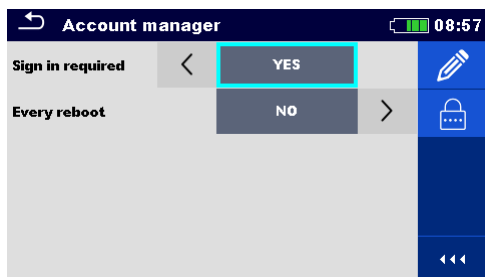 Account manager 08:57
Sign in required YES
Every reboot NO